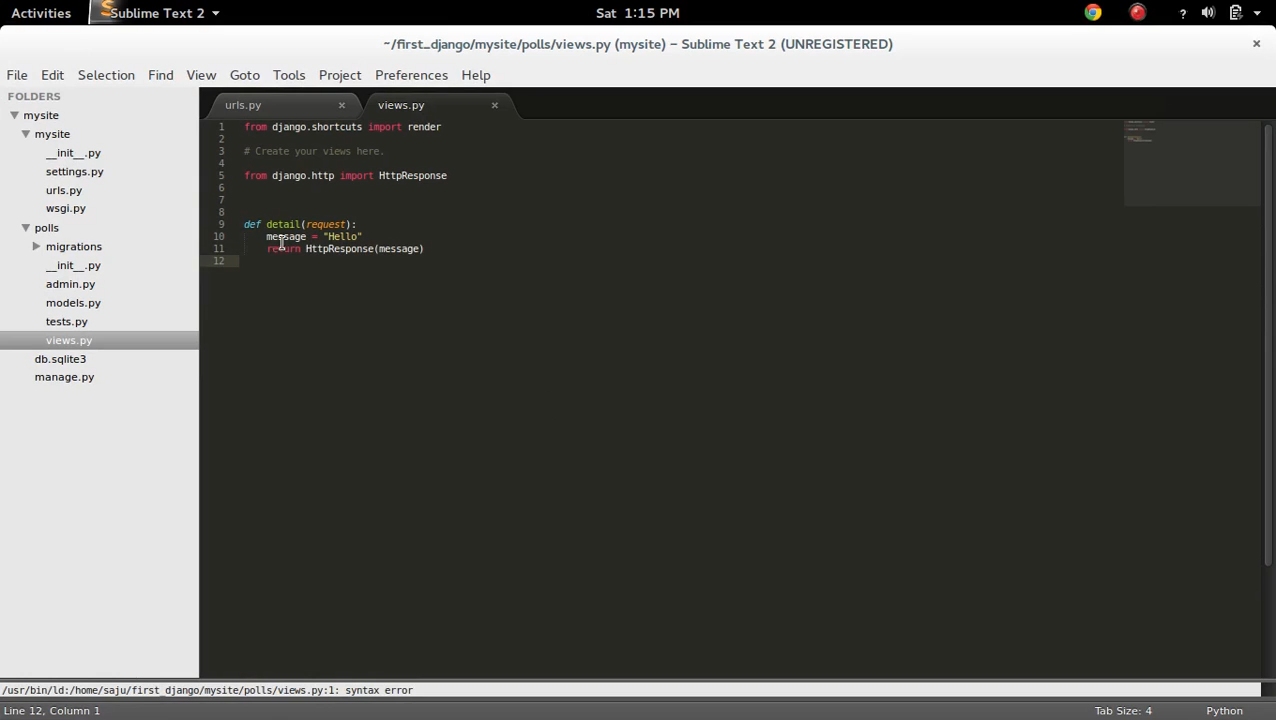 Activities Sublime Text 2 Sat 1:15 PM ?
~/first_django/mysite/polls/views.py (mysite) – Sublime Text 2 (UNREGISTERED) ×
File Edit Selection Find View Goto Tools Project Preferences Help
FOLDERS
mysite
mysite
__init__.py
settings.py
urls.py
wsgi.py
polls
migrations
__init__.py
admin.py
models.py
tests.py
views.py
db.sqlite3
manage.py
urls.py × views.py ×
1 from django.shortcuts import render
2
3 # Create your views here.
4
5 from django.http import HttpResponse
6
7
8
9 def detail(request):
10 message = "Hello"
11 return HttpResponse(message)
12
/usr/bin/ld:/home/saju/first_django/mysite/polls/views.py:1: syntax error
Line 12, Column 1 Tab Size: 4 Python